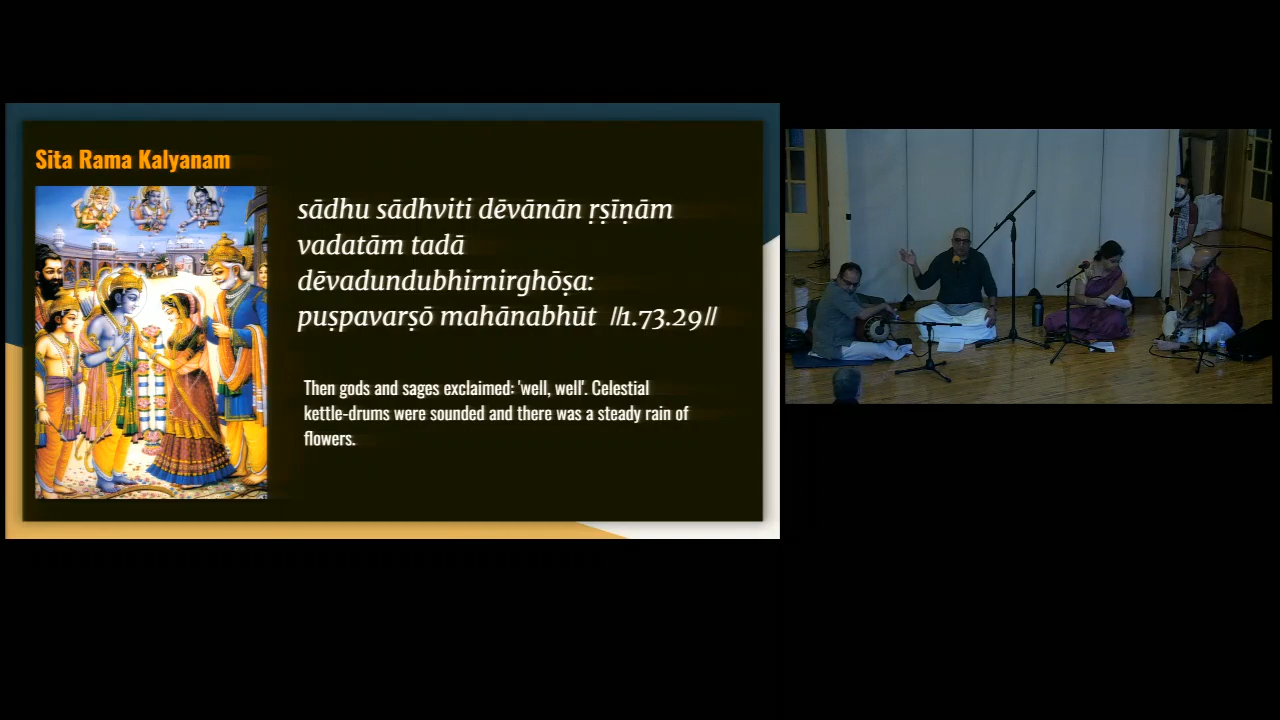 Sita Rama Kalyanam
sādhu sādhviti dēvānān ṛṣīṇām
vadatām tadā
dēvadundubhirnirghōṣa:
puṣpavarṣō mahānabhūt //1.73.29//
Then gods and sages exclaimed: 'well, well'. Celestial
kettle-drums were sounded and there was a steady rain of
flowers.